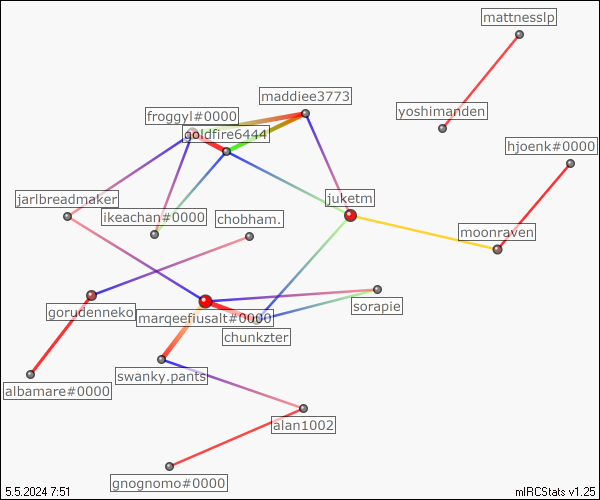 mattnesslp
maddiee3773
froggyl#0000
yoshimanden
goldfire6444
hjoenk#0000
jarlbreadmaker
juketm
ikeachan#0000
chobham.
moonraven
gorudenneko
sorapie
marqeefiusalt#0000
chunkzter
swanky.pants
albamare#0000
alan1002
gnognomo#0000
5.5.2024 7:51
mIRCStats v1.25